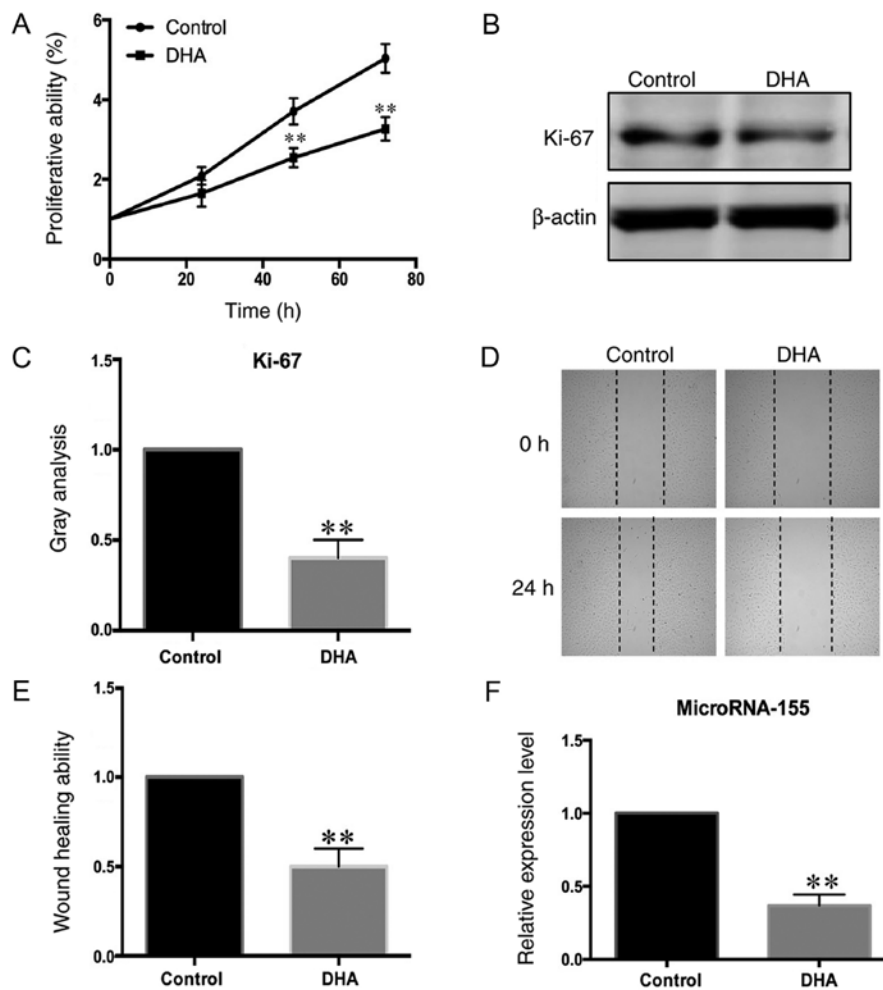 A
Proliferative ability (%)
6
4
2
0
0 20 40 60 80
Time (h)
Control
DHA
**
**
B
Control DHA
Ki-67
β-actin
C
Ki-67
Gray analysis
1.5
1.0
0.5
0.0
**
Control DHA
D
Control DHA
0 h
24 h
E
Wound healing ability
1.5
1.0
0.5
0.0
**
Control DHA
F
MicroRNA-155
Relative expression level
1.5
1.0
0.5
0.0
**
Control DHA